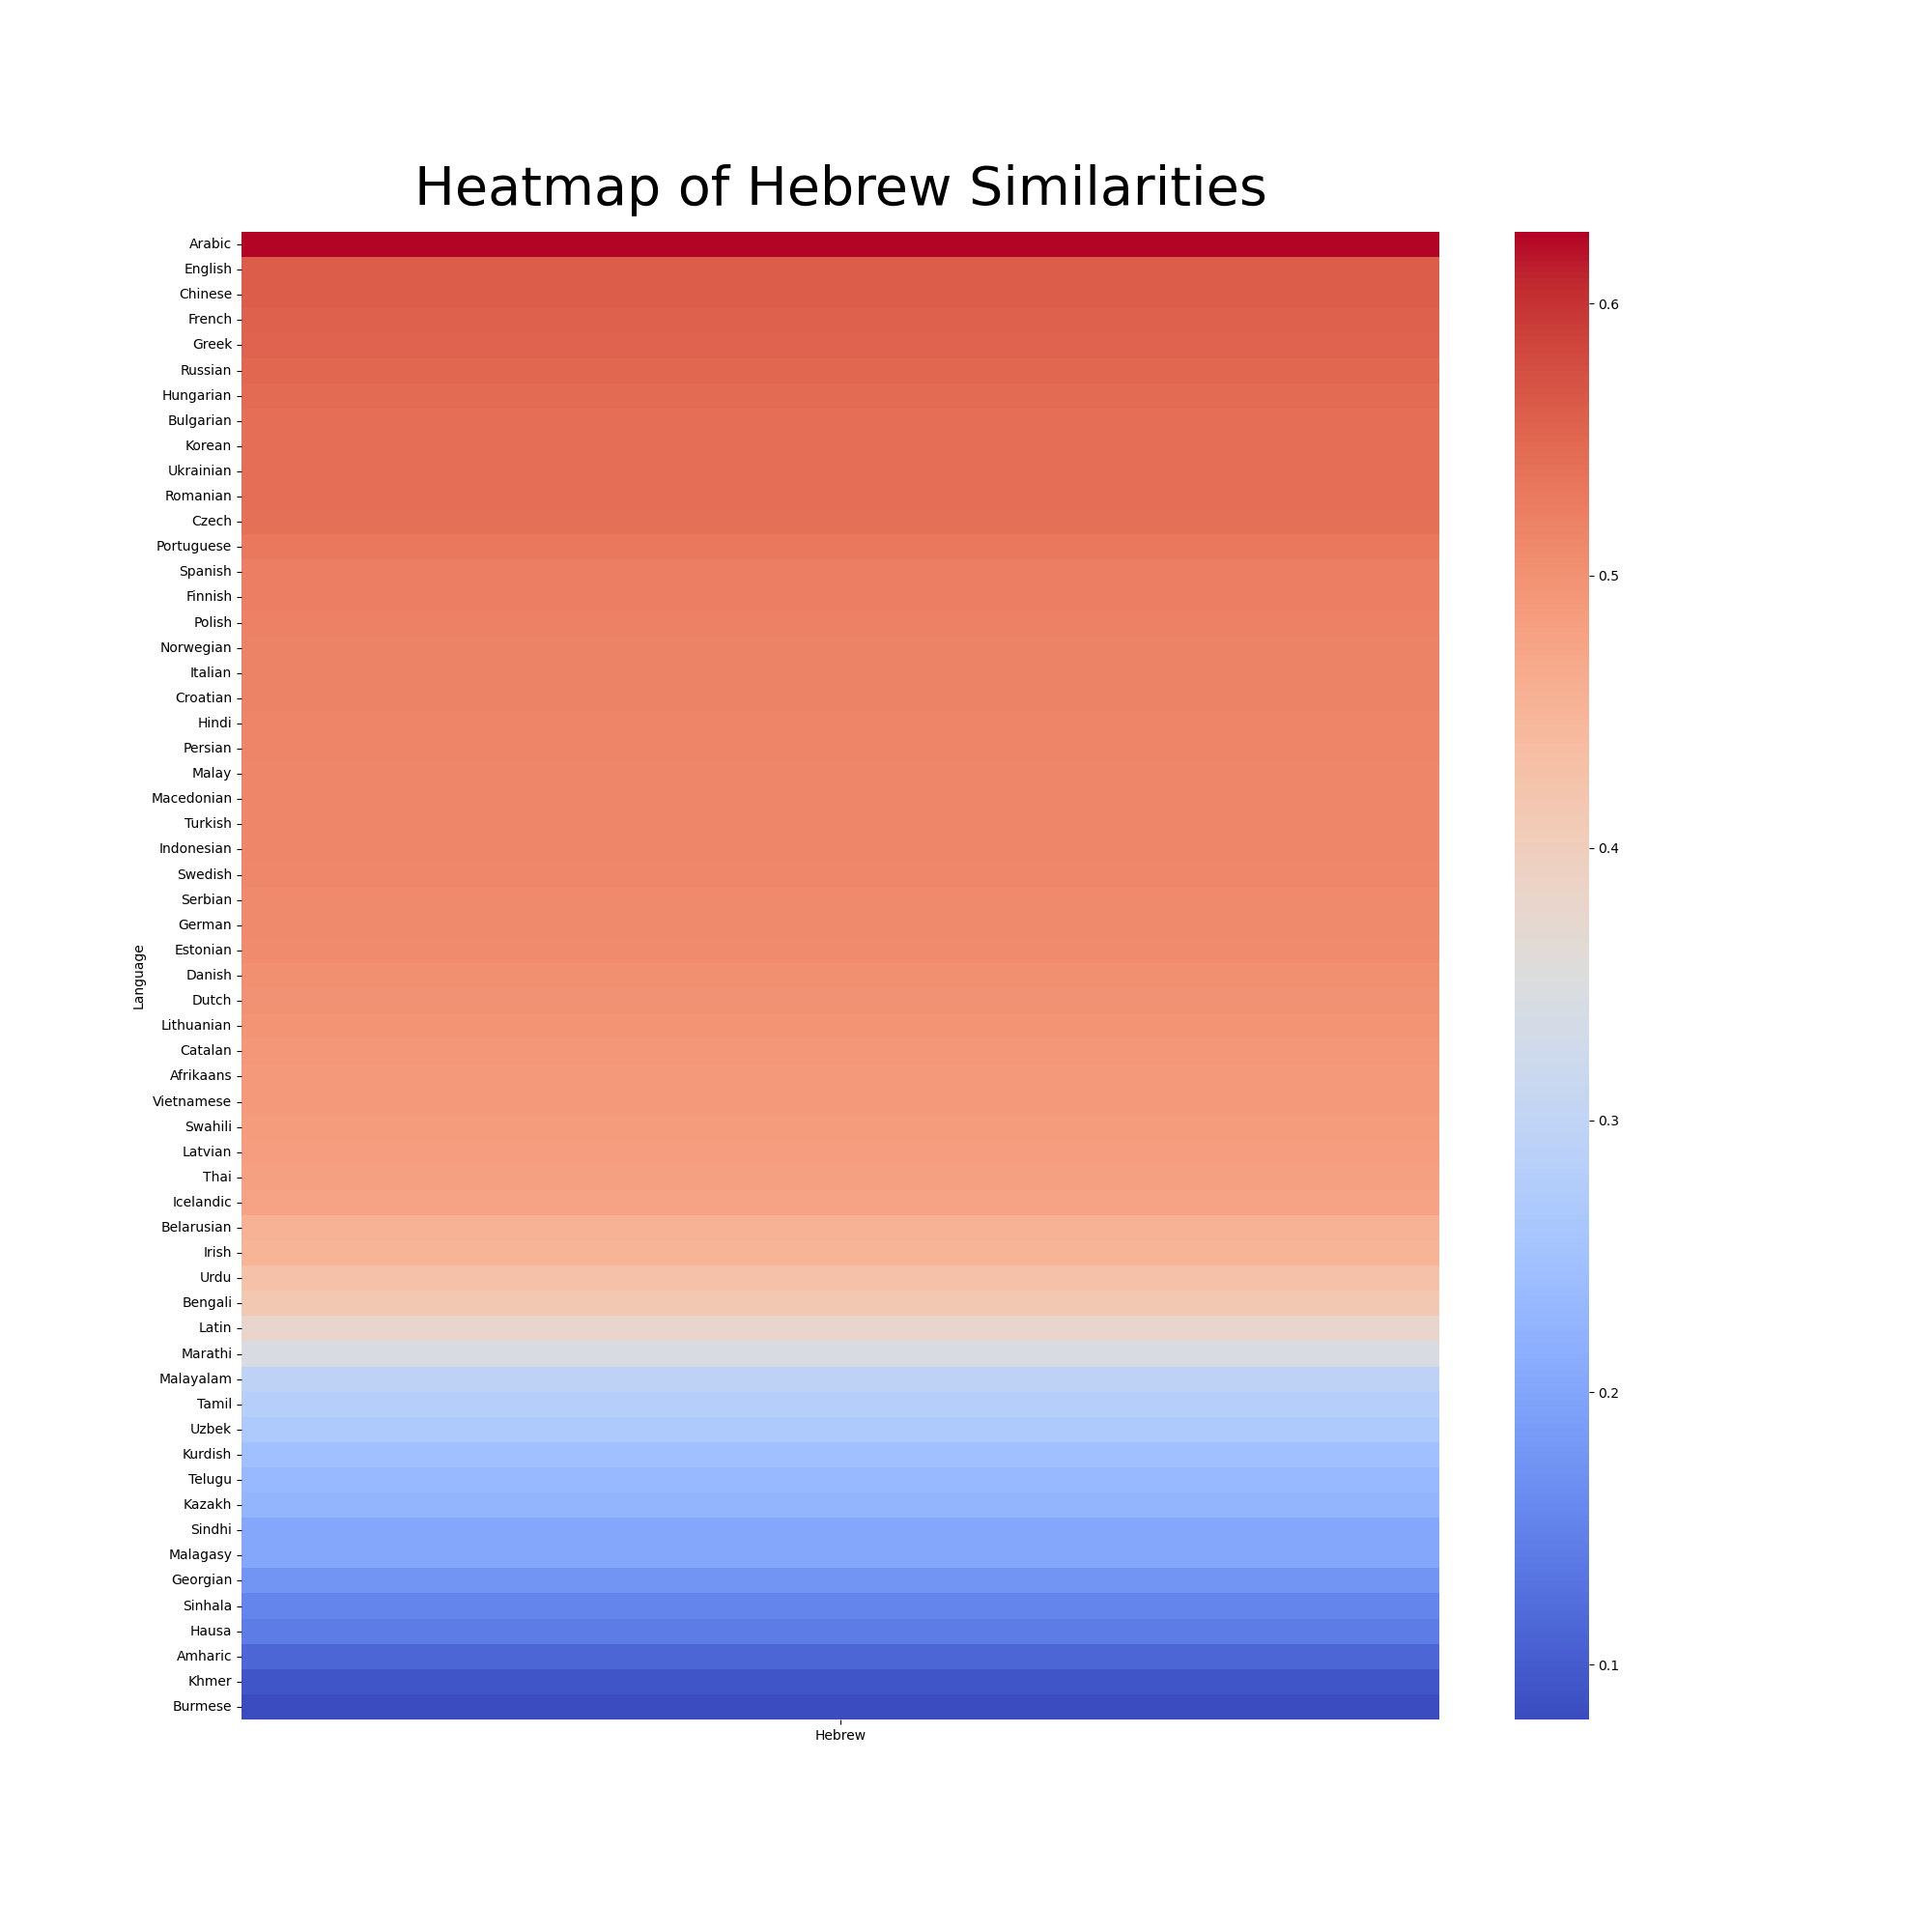 Heatmap of Hebrew Similarities
Arabic
English
Chinese
French
Greek
Russian
Hungarian
Bulgarian
Korean
Ukrainian
Romanian
Czech
Portuguese
Spanish
Finnish
Polish
Norwegian
Italian
Croatian
Hindi
Persian
Malay
Macedonian
Turkish
Indonesian
Swedish
Serbian
German
Estonian
Danish
Dutch
Lithuanian
Catalan
Afrikaans
Vietnamese
Swahili
Latvian
Thai
Icelandic
Belarusian
Irish
Urdu
Bengali
Latin
Marathi
Malayalam
Tamil
Uzbek
Kurdish
Telugu
Kazakh
Sindhi
Malagasy
Georgian
Sinhala
Hausa
Amharic
Khmer
Burmese
Language
Hebrew
0.6
0.5
0.4
0.3
0.2
0.1